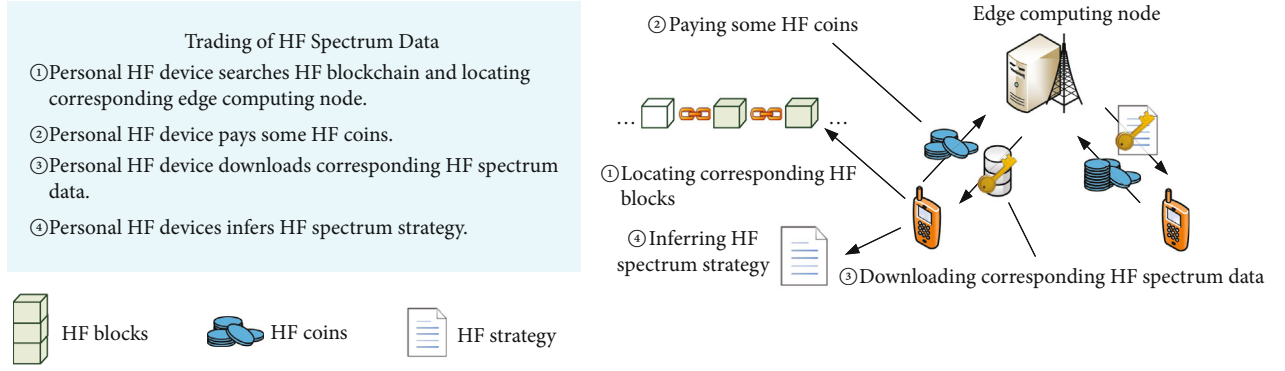 Trading of HF Spectrum Data
①Personal HF device searches HF blockchain and locating
corresponding edge computing node.
②Personal HF device pays some HF coins.
③Personal HF device downloads corresponding HF spectrum
data.
④Personal HF devices infers HF spectrum strategy.
HF blocks
HF coins
HF strategy
②Paying some HF coins
Edge computing node
...
...
①Locating corresponding HF
blocks
④Inferring HF
spectrum strategy
③Downloading corresponding HF spectrum data